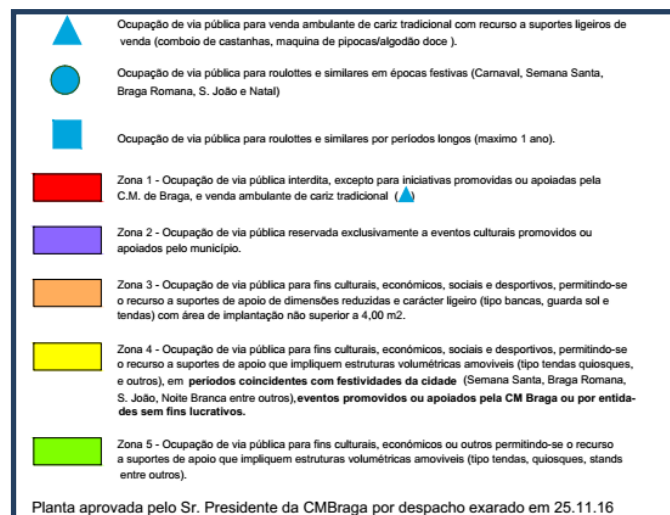 Ocupação de via pública para venda ambulante de cariz tradicional com recurso a suportes ligeiros de
venda (comboio de castanhas, maquina de pipocas/algodão doce ).
Ocupação de via pública para roulottes e similares em épocas festivas (Carnaval, Semana Santa,
Braga Romana, S. João e Natal)
Ocupação de via pública para roulottes e similares por períodos longos (maximo 1 ano).
Zona 1 - Ocupação de via pública interdita, excepto para iniciativas promovidas ou apoiadas pela
C.M. de Braga, e venda ambulante de cariz tradicional ( )
Zona 2 - Ocupação de via pública reservada exclusivamente a eventos culturais promovidos ou
apoiados pelo município.
Zona 3 - Ocupação de via pública para fins culturais, económicos, sociais e desportivos, permitindo-se
o recurso a suportes de apoio de dimensões reduzidas e carácter ligeiro (tipo bancas, guarda sol e
tendas) com área de implantação não superior a 4,00 m2.
Zona 4 - Ocupação de via pública para fins culturais, económicos, sociais e desportivos, permitindo-se
o recurso a suportes de apoio que impliquem estruturas volumétricas amoviveis (tipo tendas quiosques,
e outros), em períodos coincidentes com festividades da cidade (Semana Santa, Braga Romana,
S. João, Noite Branca entre outros),eventos promovidos ou apoiados pela CM Braga ou por entida-
des sem fins lucrativos.
Zona 5 - Ocupação de via pública para fins culturais, económicos ou outros permitindo-se o recurso
a suportes de apoio que impliquem estruturas volumétricas amoviveis (tipo tendas, quiosques, stands
entre outros).
Planta aprovada pelo Sr. Presidente da CMBraga por despacho exarado em 25.11.16